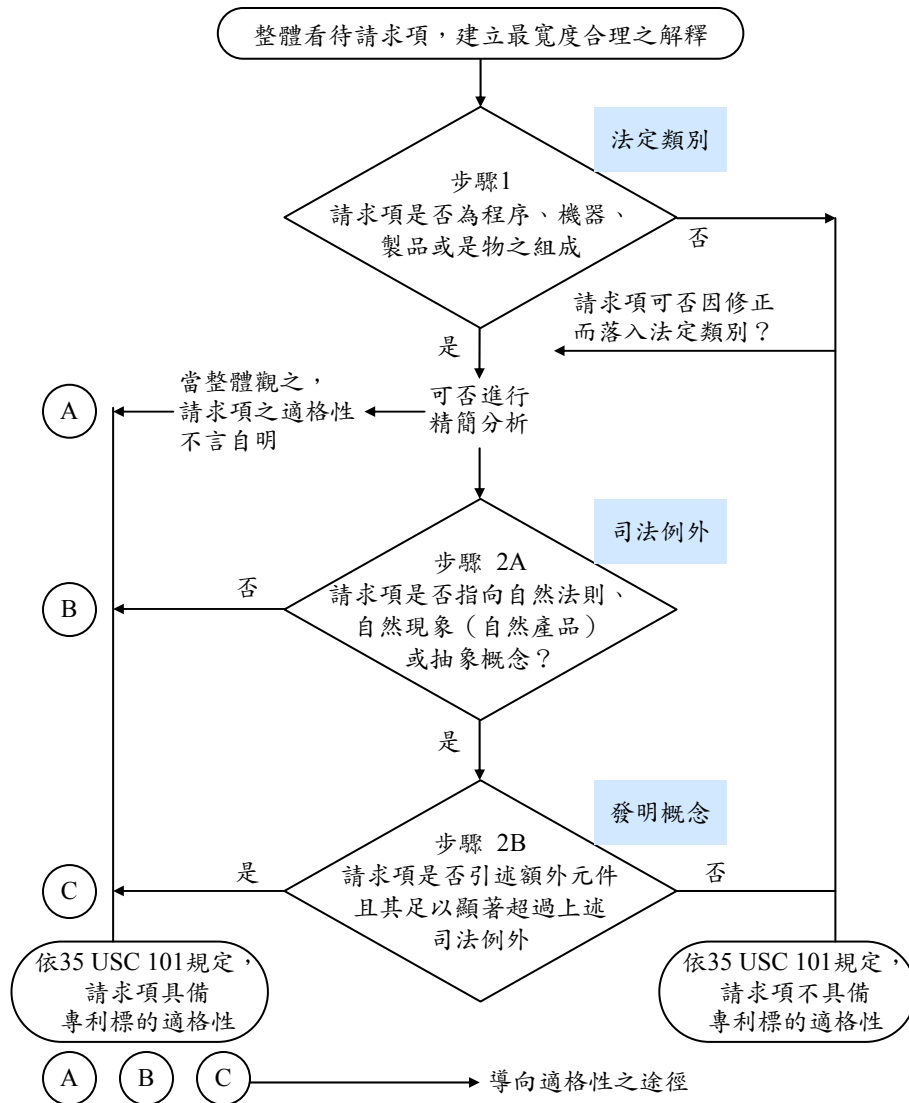 整體看待請求項，建立最寬度合理之解釋
法定類別
步驟1
請求項是否為程序、機器、
製品或是物之組成
否
請求項可否因修正
而落入法定類別？
是
當整體觀之，
請求項之適格性
不言自明
可否進行
精簡分析
A
司法例外
步驟 2A
請求項是否指向自然法則、
自然現象（自然產品）
或抽象概念？
否
B
是
發明概念
步驟 2B
請求項是否引述額外元件
且其足以顯著超過上述
司法例外
是
否
C
依35 USC 101規定，
請求項具備
專利標的適格性
依35 USC 101規定，
請求項不具備
專利標的適格性
A B C 導向適格性之途徑